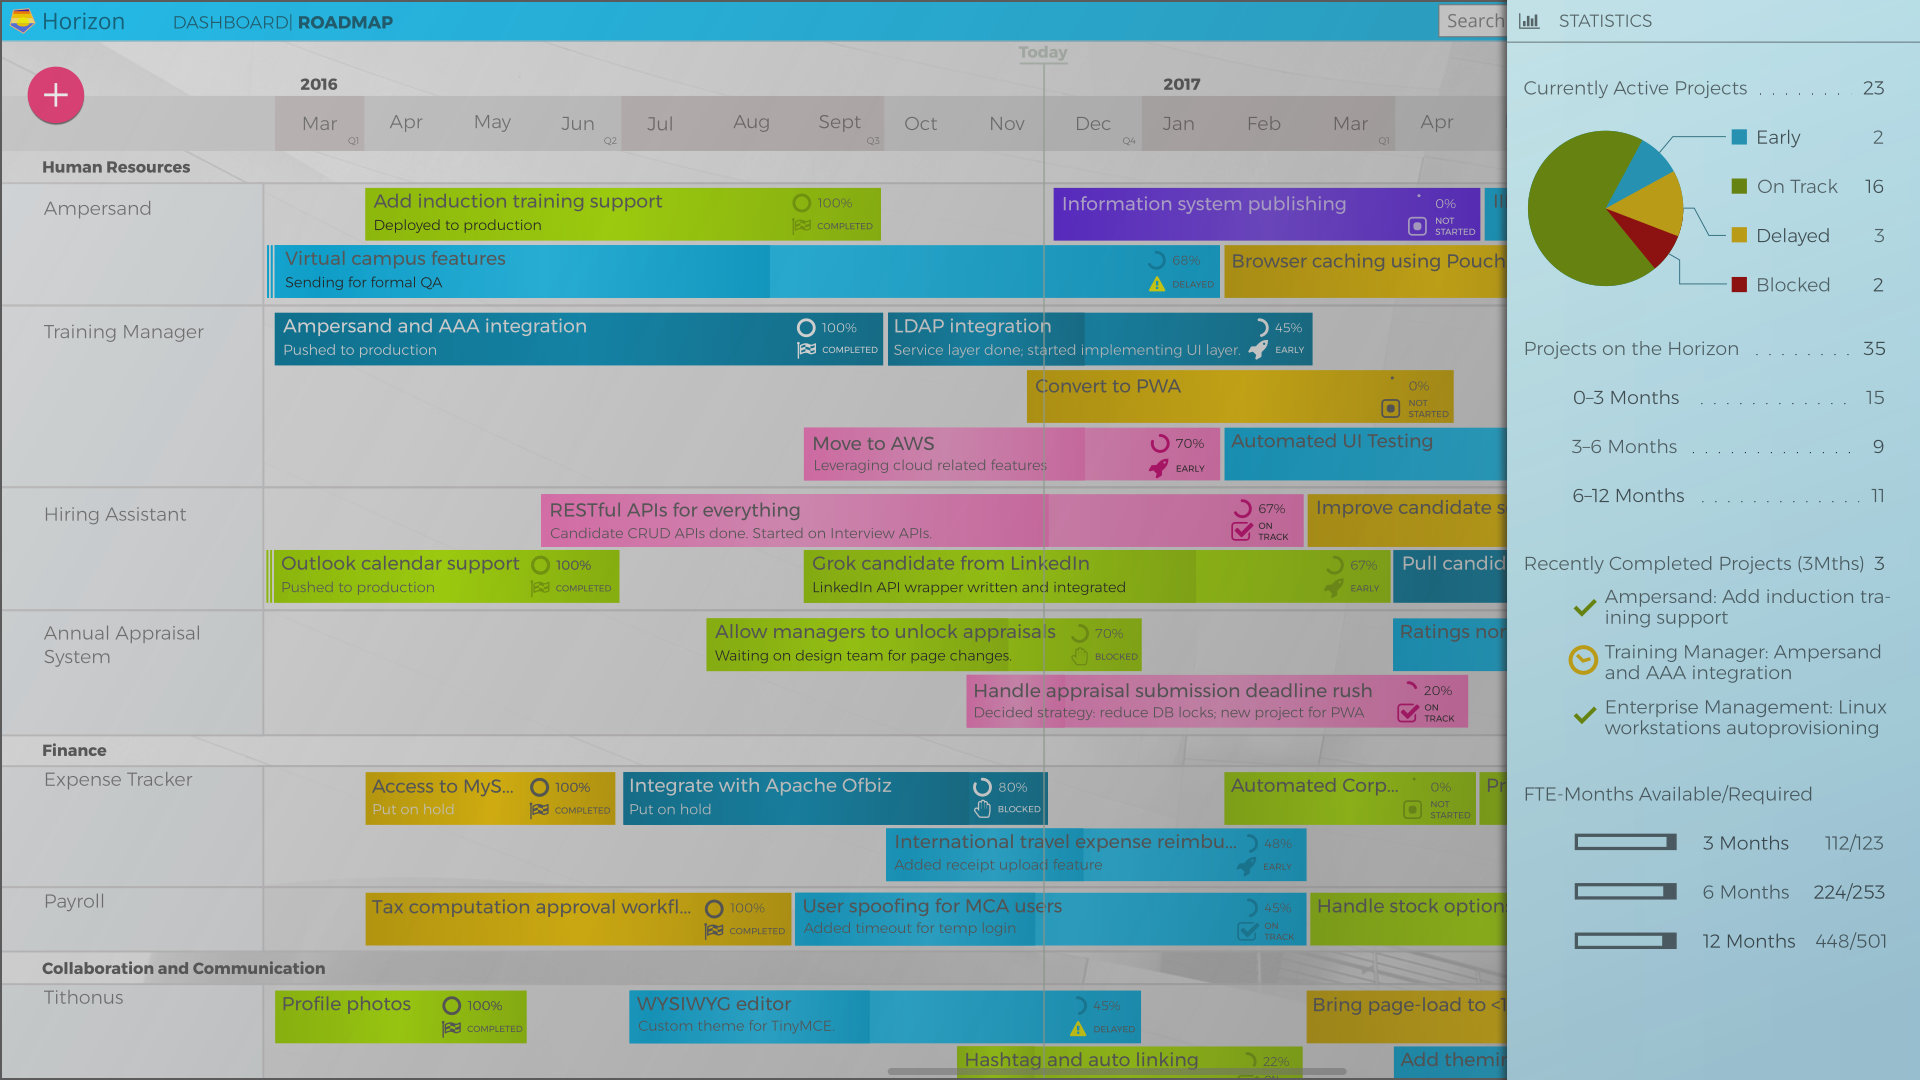 Horizon
DASHBOARD| ROADMAP
Search
Today
2016
2017
Mar Q1 Apr May Jun Q2 Jul Aug Sept Q3 Oct Nov Dec Q4 Jan Feb Mar Q1 Apr
Human Resources
Ampersand
Add induction training support
Deployed to production
100%
COMPLETED
Information system publishing
0%
NOT
STARTED
Virtual campus features
Sending for formal QA
68%
DELAYED
Browser caching using Pouch
Training Manager
Ampersand and AAA integration
Pushed to production
100%
COMPLETED
LDAP integration
Service layer done; started implementing UI layer.
45%
EARLY
Convert to PWA
0%
NOT
STARTED
Move to AWS
Leveraging cloud related features
70%
EARLY
Automated UI Testing
Hiring Assistant
RESTful APIs for everything
Candidate CRUD APIs done. Started on Interview APIs.
67%
ON
TRACK
Improve candidate s
Outlook calendar support
Pushed to production
100%
COMPLETED
Grok candidate from LinkedIn
LinkedIn API wrapper written and integrated
67%
EARLY
Pull candid
Annual Appraisal
System
Allow managers to unlock appraisals
Waiting on design team for page changes.
70%
BLOCKED
Ratings nor
Handle appraisal submission deadline rush
Decided strategy: reduce DB locks; new project for PWA
20%
ON
TRACK
Finance
Expense Tracker
Access to MyS...
Put on hold
100%
COMPLETED
Integrate with Apache Ofbiz
Put on hold
80%
BLOCKED
Automated Corp...
0%
NOT
STARTED
Pr
International travel expense reimbu...
Added receipt upload feature
48%
EARLY
Payroll
Tax computation approval workfl...
100%
COMPLETED
User spoofing for MCA users
Added timeout for temp login
45%
ON
TRACK
Handle stock option
Collaboration and Communication
Tithonus
Profile photos
100%
COMPLETED
WYSIWYG editor
Custom theme for TinyMCE.
45%
DELAYED
Bring page-load to <1
Hashtag and auto linking
22%
Add themin
STATISTICS
Currently Active Projects . . . . . . . . 23
Early 2
On Track 16
Delayed 3
Blocked 2
Projects on the Horizon . . . . . . . . 35
0–3 Months . . . . . . . . . . . . 15
3–6 Months . . . . . . . . . . . . . 9
6–12 Months . . . . . . . . . . . . . 11
Recently Completed Projects (3Mths) 3
Ampersand: Add induction tra-
ining support
Training Manager: Ampersand
and AAA integration
Enterprise Management: Linux
workstations autoprovisioning
FTE-Months Available/Required
3 Months 112/123
6 Months 224/253
12 Months 448/501